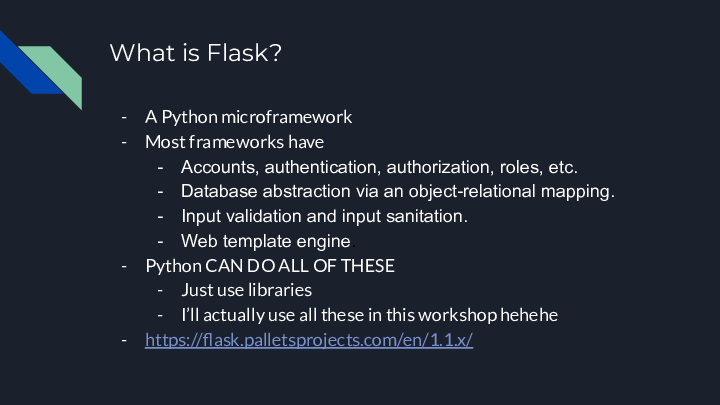 What is Flask?
- A Python microframework
- Most frameworks have
- Accounts, authentication, authorization, roles, etc.
- Database abstraction via an object-relational mapping.
- Input validation and input sanitation.
- Web template engine.
- Python CAN DO ALL OF THESE
- Just use libraries
- I’ll actually use all these in this workshop hehehe
- https://flask.palletsprojects.com/en/1.1.x/